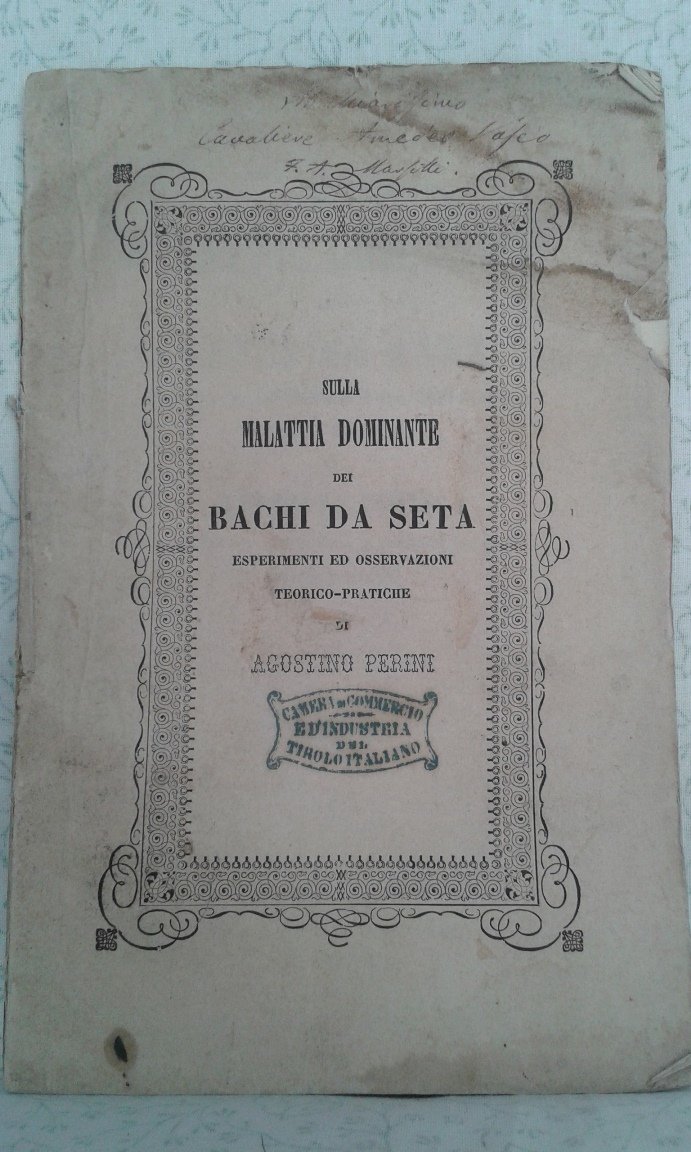 Cavaliere Amedeo
F. A.
SULLA
MALATTIA DOMINANTE
DEI
BACHI DA SETA
ESPERIMENTI ED OSSERVAZIONI
TEORICO-PRATICHE
DI
AGOSTINO PERINI
CAMERA DI COMMERCIO
ED'INDUSTRIA
DEL
TIROLO ITALIANO